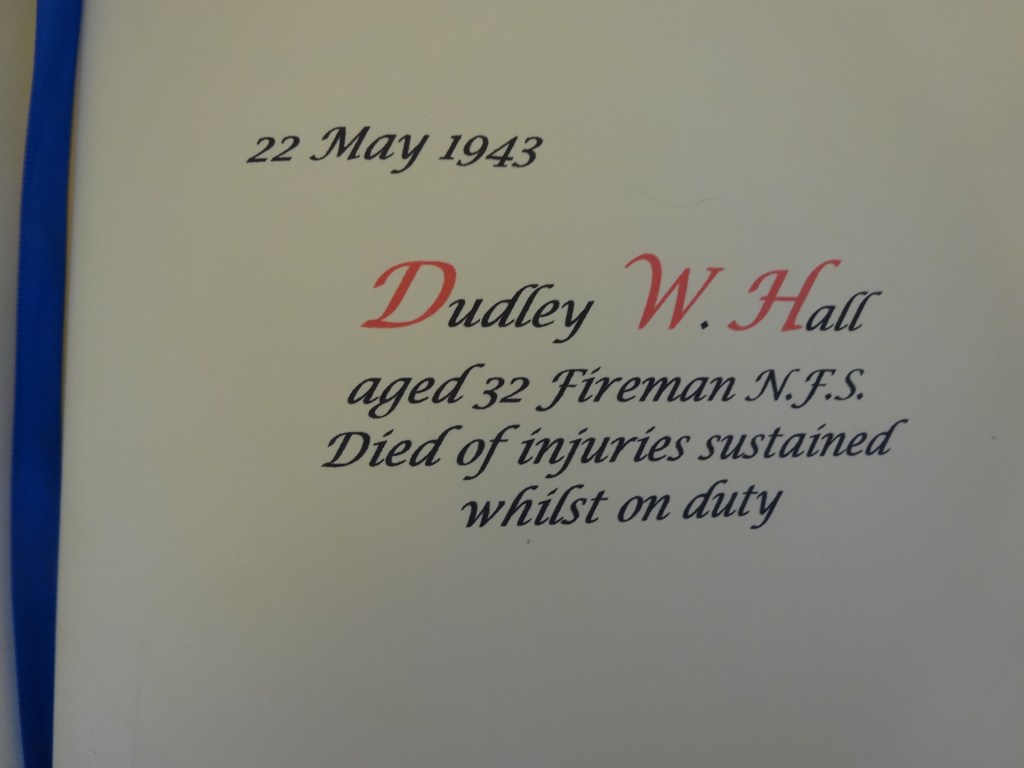 22 May 1943
Dudley W. Hall
aged 32 Fireman N.F.S.
Died of injuries sustained
whilst on duty